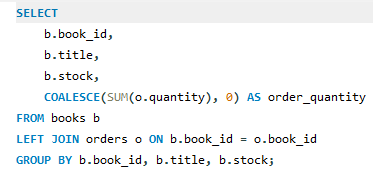 SELECT
    b.book_id,
    b.title,
    b.stock,
    COALESCE(SUM(o.quantity), 0) AS order_quantity
FROM books b
LEFT JOIN orders o ON b.book_id = o.book_id
GROUP BY b.book_id, b.title, b.stock;